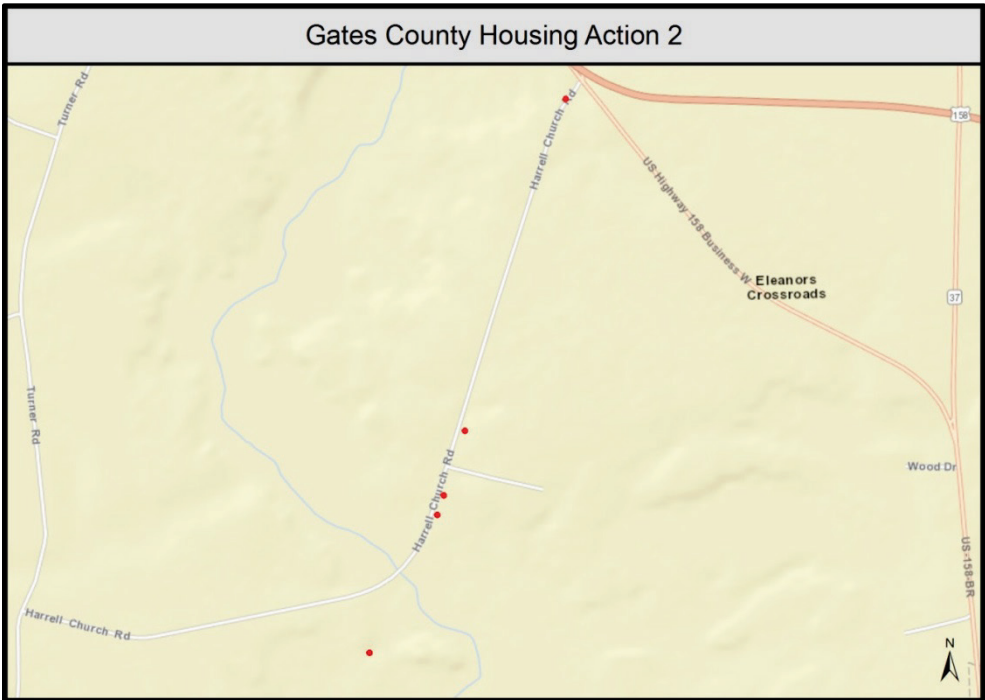 Gates County Housing Action 2
Turner Rd
Harrell Church Rd
158
US Highway 158 Business W
Eleanors
Crossroads
37
Turner Rd
Harrell Church Rd
Wood Dr
US-158-BR
Harrell Church Rd
N